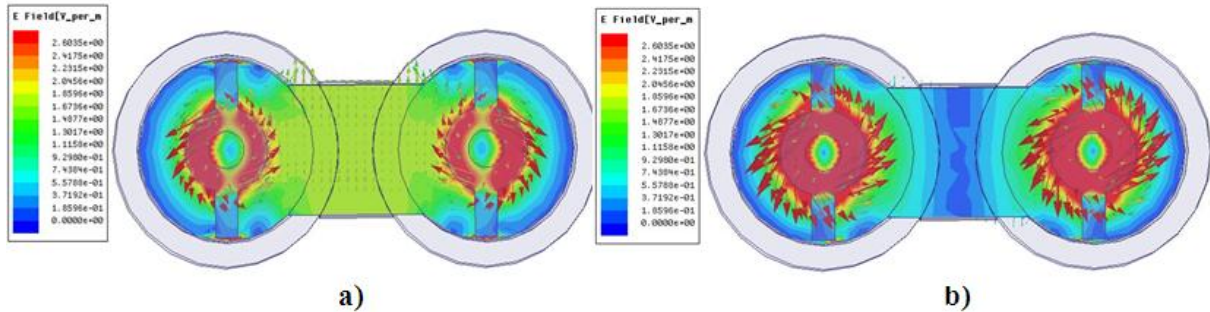 E Field[V_per_m
2.6035e+00
2.4175e+00
2.2315e+00
2.0456e+00
1.8596e+00
1.6736e+00
1.4877e+00
1.3017e+00
1.1158e+00
9.2980e-01
7.4384e-01
5.5788e-01
3.7192e-01
1.8596e-01
0.0000e+00
E Field[V_per_m
2.6035e+00
2.4175e+00
2.2315e+00
2.0456e+00
1.8596e+00
1.6736e+00
1.4877e+00
1.3017e+00
1.1158e+00
9.2980e-01
7.4384e-01
5.5788e-01
3.7192e-01
1.8596e-01
0.0000e+00
a)
b)